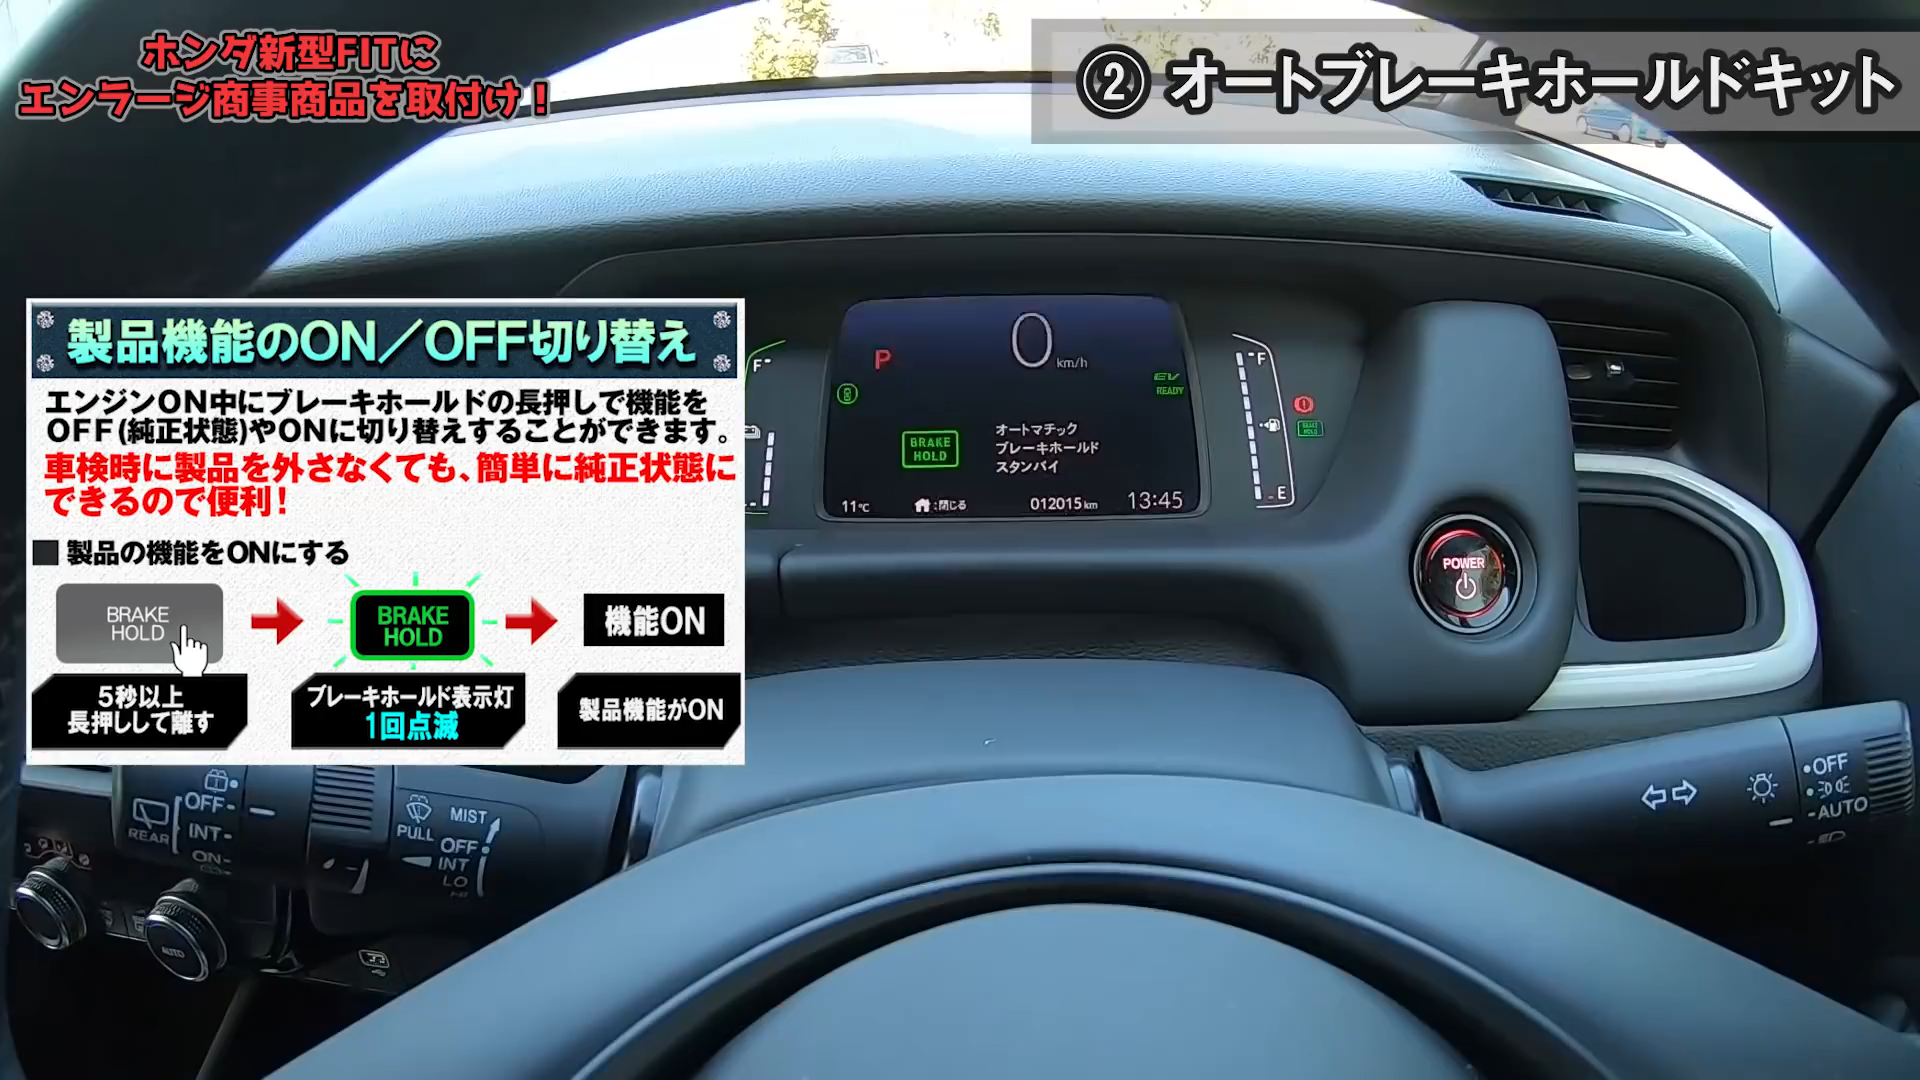 ホンダ新型FITに
エンラージ商事商品を取付け！
② オートブレーキホールドキット
製品機能のON／OFF切り替え
エンジンON中にブレーキホールドの長押しで機能を
OFF(純正状態)やONに切り替えすることができます。
車検時に製品を外さなくても、簡単に純正状態に
できるので便利！
■ 製品の機能をONにする
BRAKE
HOLD
BRAKE
HOLD
機能ON
５秒以上
長押しして離す
ブレーキホールド表示灯
1回点滅
製品機能がON
F
P
0 km/h
EV
READY
BRAKE
HOLD
オートマチック
ブレーキホールド
スタンバイ
11℃
:閉じる
012015km
13:45
F
E
BRAKE
HOLD
POWER
OFF
INT
ON
REAR
PULL
MIST
OFF
INT
LO
AUTO
OFF
AUTO